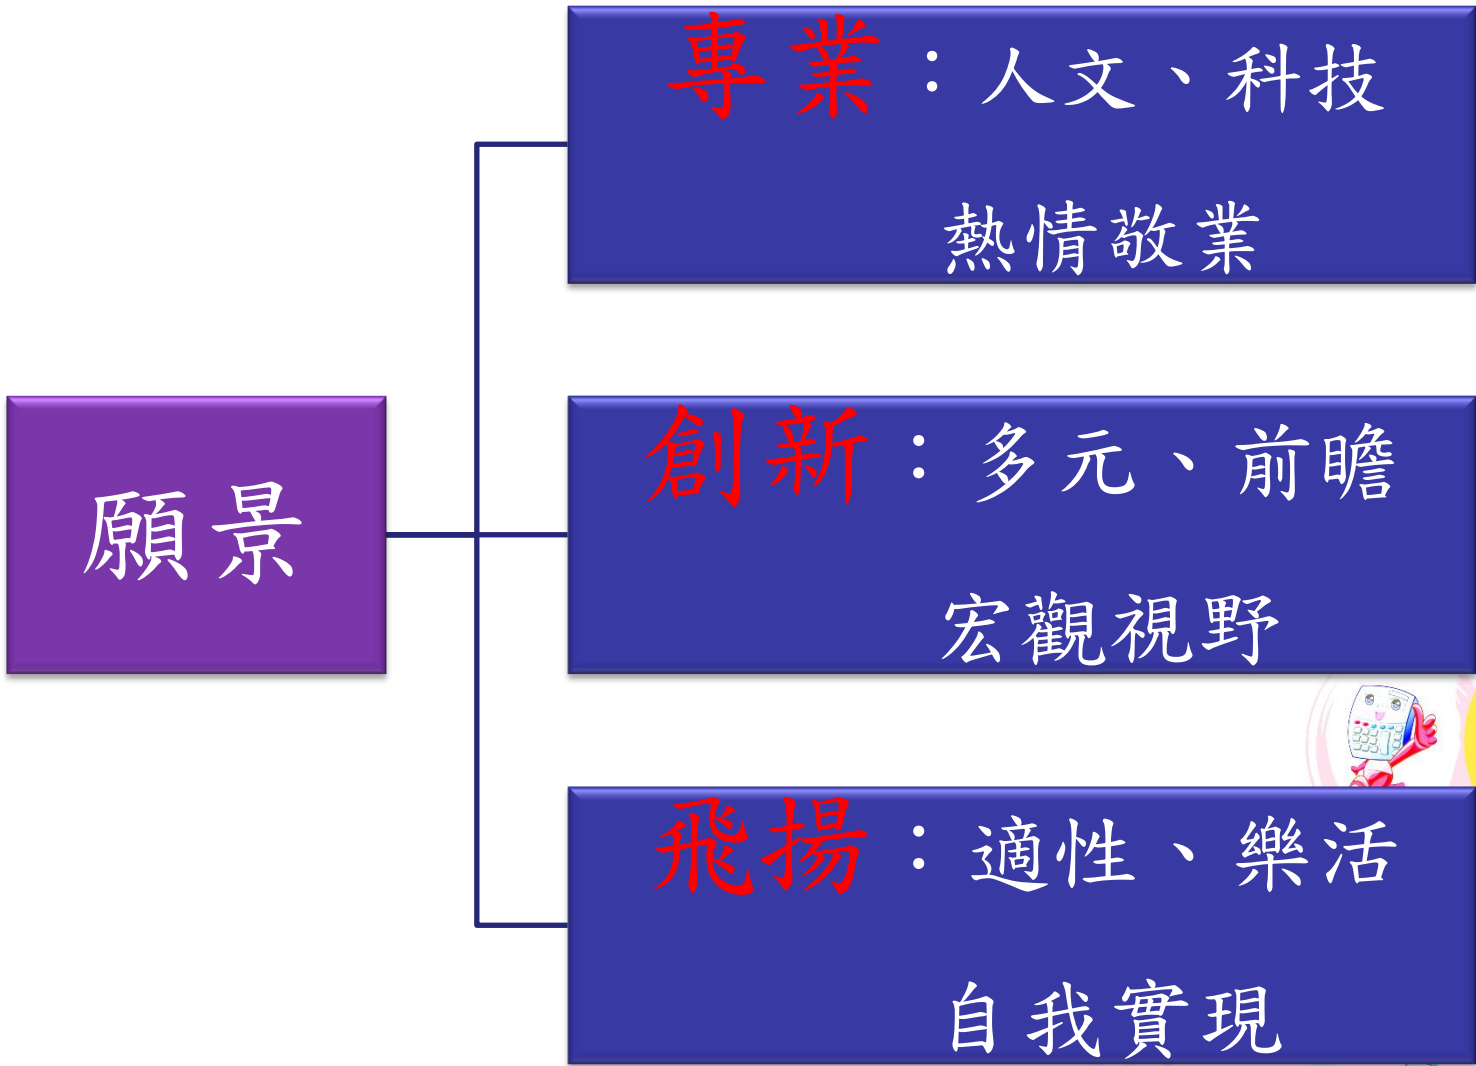 願景
專業：人文、科技
熱情敬業
創新：多元、前瞻
宏觀視野
飛揚：適性、樂活
自我實現